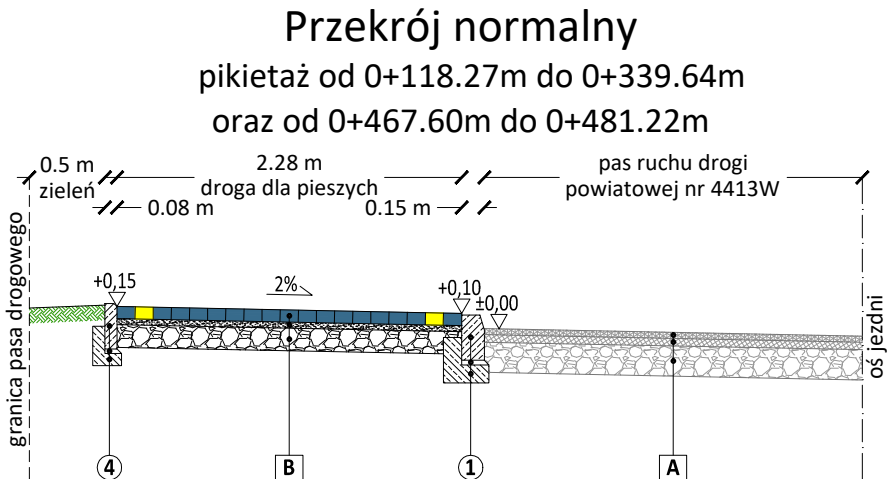 Przekrój normalny
pikietaż od 0+118.27m do 0+339.64m
oraz od 0+467.60m do 0+481.22m
0.5 m
zieleń
2.28 m
droga dla pieszych
pas ruchu drogi
powiatowej nr 4413W
0.08 m
0.15 m
granica pasa drogowego
+0,15
2%
+0,10
±0,00
oś jezdni
4
B
1
A